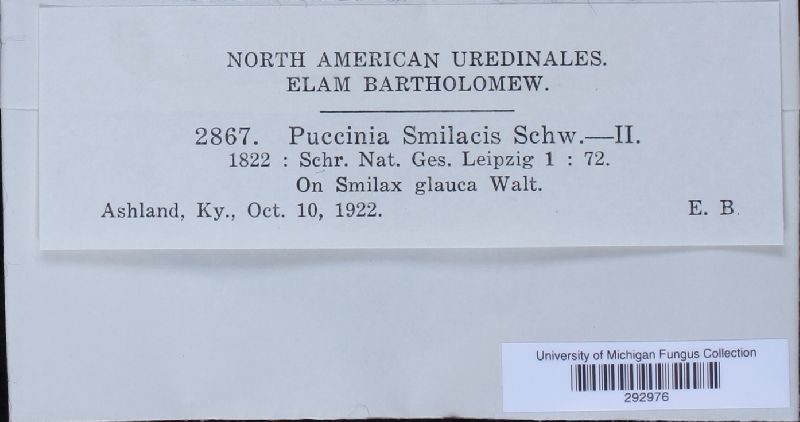 NORTH AMERICAN UREDINALES.
ELAM BARTHOLOMEW.
2867. Puccinia Smilacis Schw.—II.
1822 : Schr. Nat. Ges. Leipzig 1 : 72.
On Smilax glauca Walt.
Ashland, Ky., Oct. 10, 1922. E. B.
University of Michigan Fungus Collection
292976